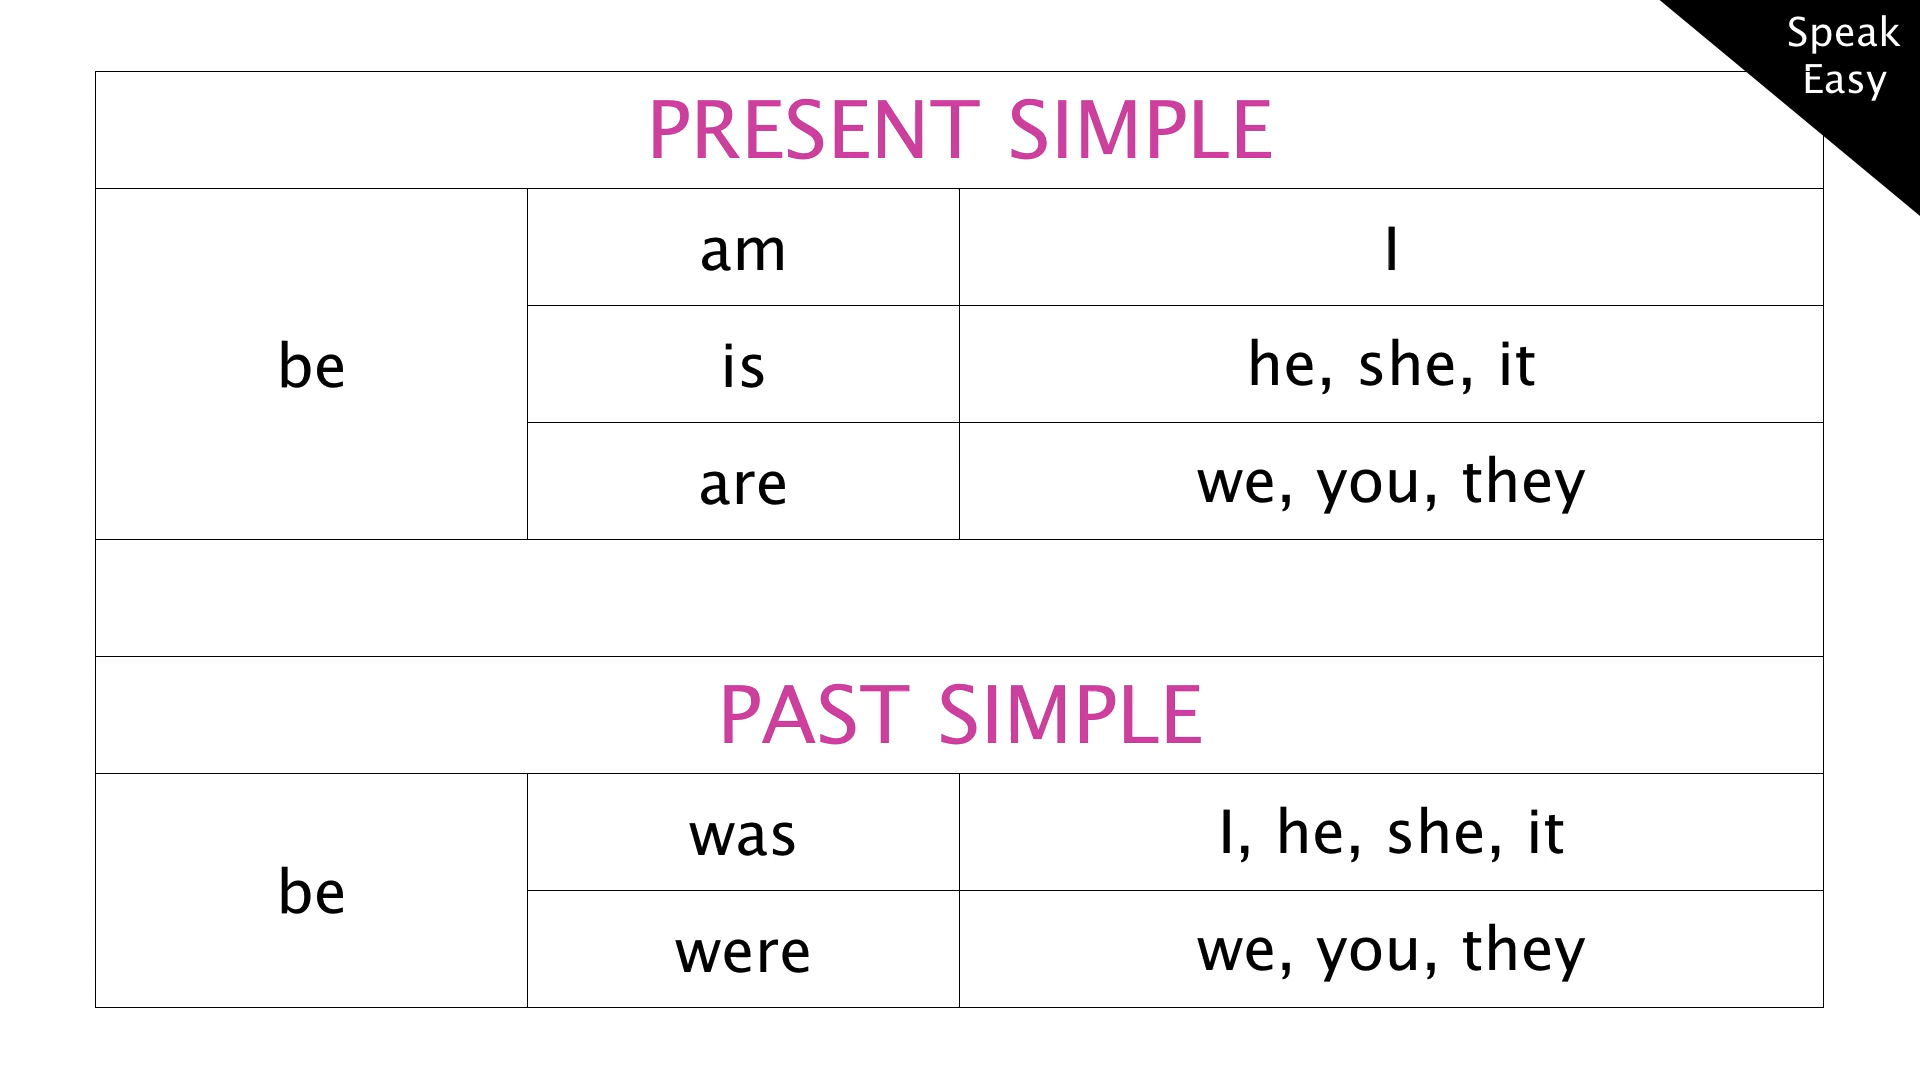 Speak
Easy
PRESENT SIMPLE
be
am
I
is
he, she, it
are
we, you, they
PAST SIMPLE
be
was
I, he, she, it
were
we, you, they